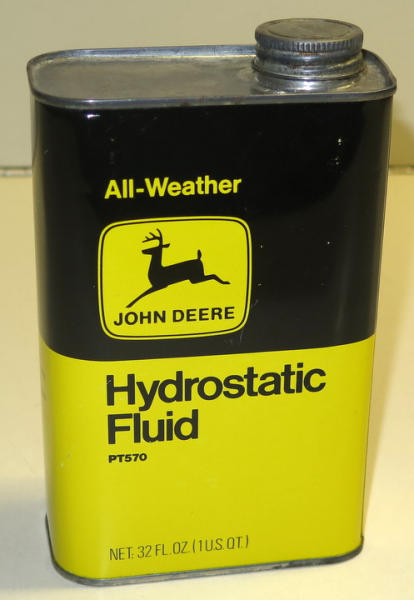 All-Weather
JOHN DEERE
Hydrostatic
Fluid
PT570
NET: 32 FL. OZ. (1 U.S. QT.)